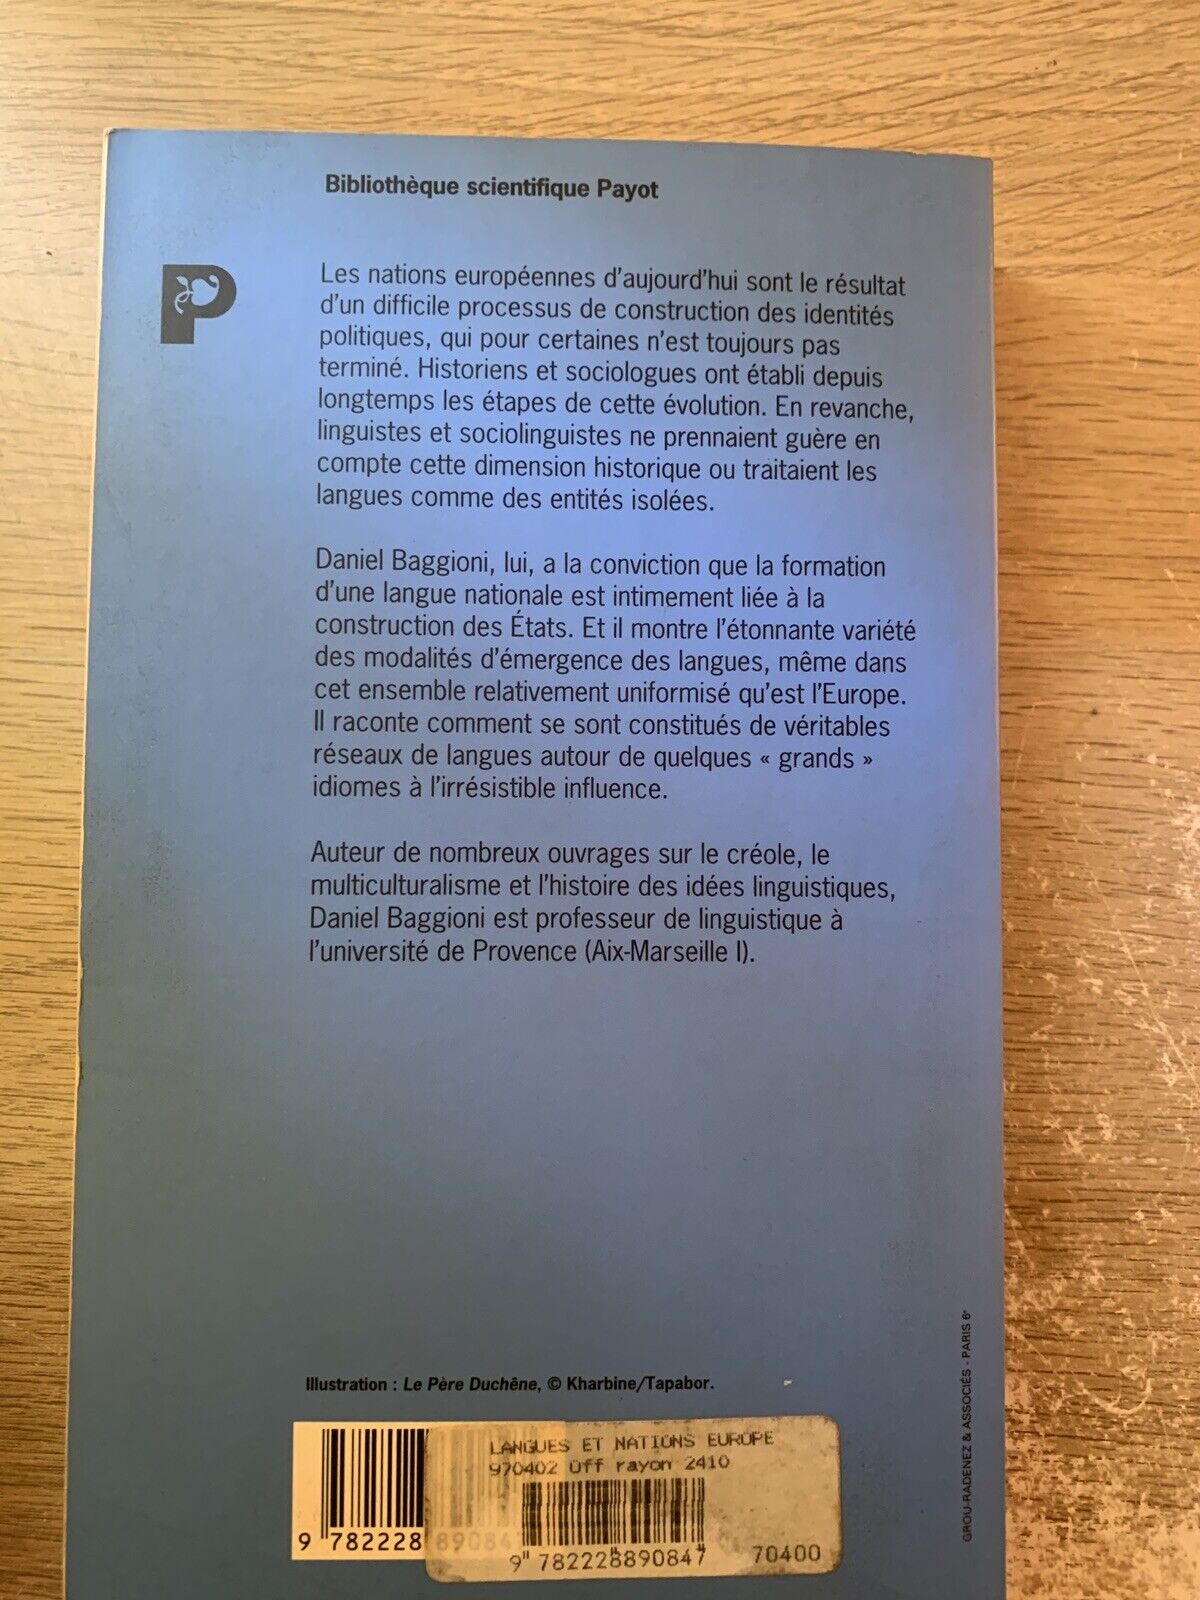 Bibliothèque scientifique Payot
P
Les nations européennes d'aujourd'hui sont le résultat
d'un difficile processus de construction des identités
politiques, qui pour certaines n'est toujours pas
terminé. Historiens et sociologues ont établi depuis
longtemps les étapes de cette évolution. En revanche,
linguistes et sociolinguistes ne prennaient guère en
compte cette dimension historique ou traitaient les
langues comme des entités isolées.
Daniel Baggioni, lui, a la conviction que la formation
d'une langue nationale est intimement liée à la
construction des États. Et il montre l'étonnante variété
des modalités d'émergence des langues, même dans
cet ensemble relativement uniformisé qu'est l'Europe.
Il raconte comment se sont constitués de véritables
réseaux de langues autour de quelques « grands »
idiomes à l'irrésistible influence.
Auteur de nombreux ouvrages sur le créole, le
multiculturalisme et l'histoire des idées linguistiques,
Daniel Baggioni est professeur de linguistique à
l'université de Provence (Aix-Marseille I).
Illustration : Le Père Duchêne, © Kharbine/Tapabor.
GROU-RADENEZ & ASSOCIÉS - PARIS 6e
LANGUES ET NATIONS EUROPE
970402 Off rayon 2410
9 782228 89084
9 782228890847 70400